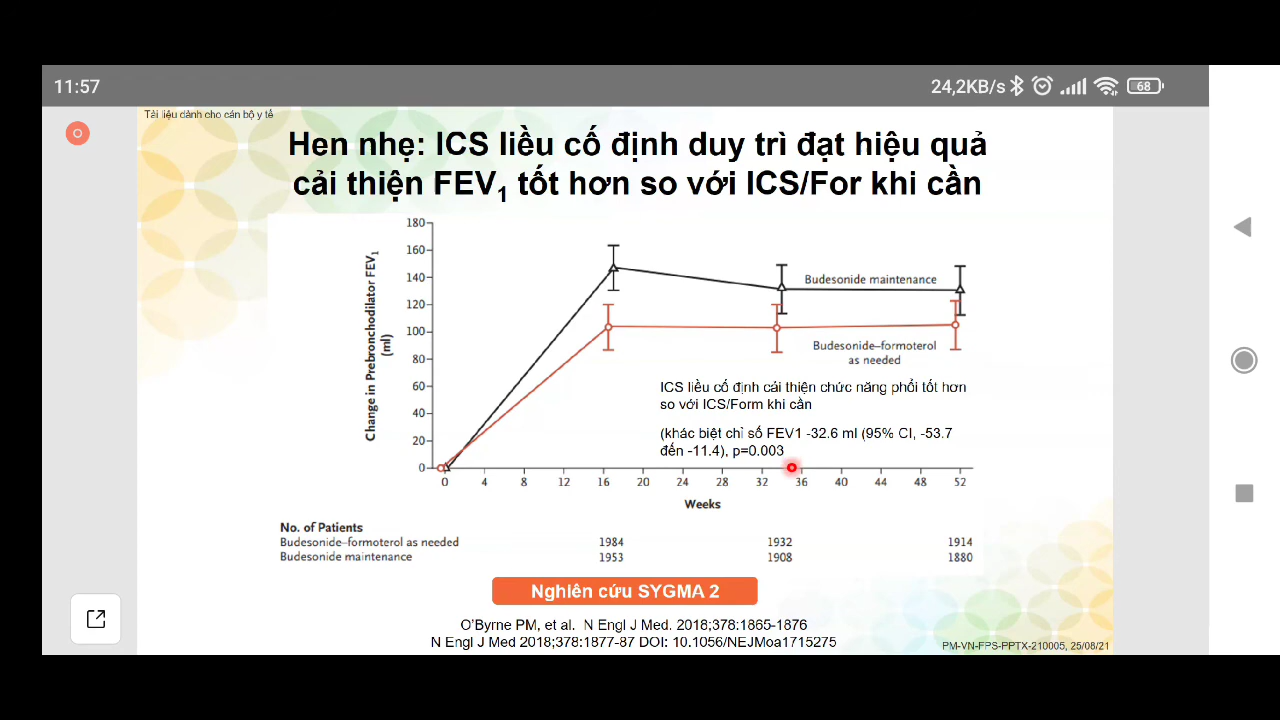 11:57
24,2KB/s
68
Tài liệu dành cho cán bộ y tế
Hen nhẹ: ICS liều cố định duy trì đạt hiệu quả
cải thiện FEV1 tốt hơn so với ICS/For khi cần
Change in Prebronchodilator FEV1
(ml)
180
160
140
120
100
80
60
40
20
0
Budesonide maintenance
Budesonide–formoterol
as needed
ICS liều cố định cải thiện chức năng phổi tốt hơn
so với ICS/Form khi cần
(khác biệt chỉ số FEV1 -32.6 ml (95% CI, -53.7
đến -11.4), p=0.003
0 4 8 12 16 20 24 28 32 36 40 44 48 52
Weeks
No. of Patients
Budesonide–formoterol as needed 1984 1932 1914
Budesonide maintenance 1953 1908 1880
Nghiên cứu SYGMA 2
O'Byrne PM, et al. N Engl J Med. 2018;378:1865-1876
N Engl J Med 2018;378:1877-87 DOI: 10.1056/NEJMoa1715275
PM-VN-FPS-PPTX-210005, 25/08/21